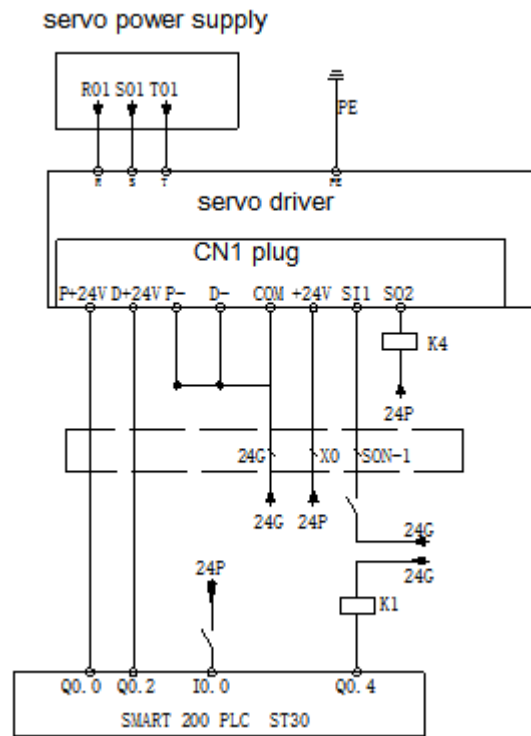 servo power supply
R01 S01 T01
PE
R S T PE
servo driver
CN1 plug
P+24V D+24V P- D- COM +24V SI1 SO2
K4
24P
24G X0 SON-1
24G 24P
24G
24P 24G
K1
Q0.0 Q0.2 I0.0 Q0.4
SMART 200 PLC ST30